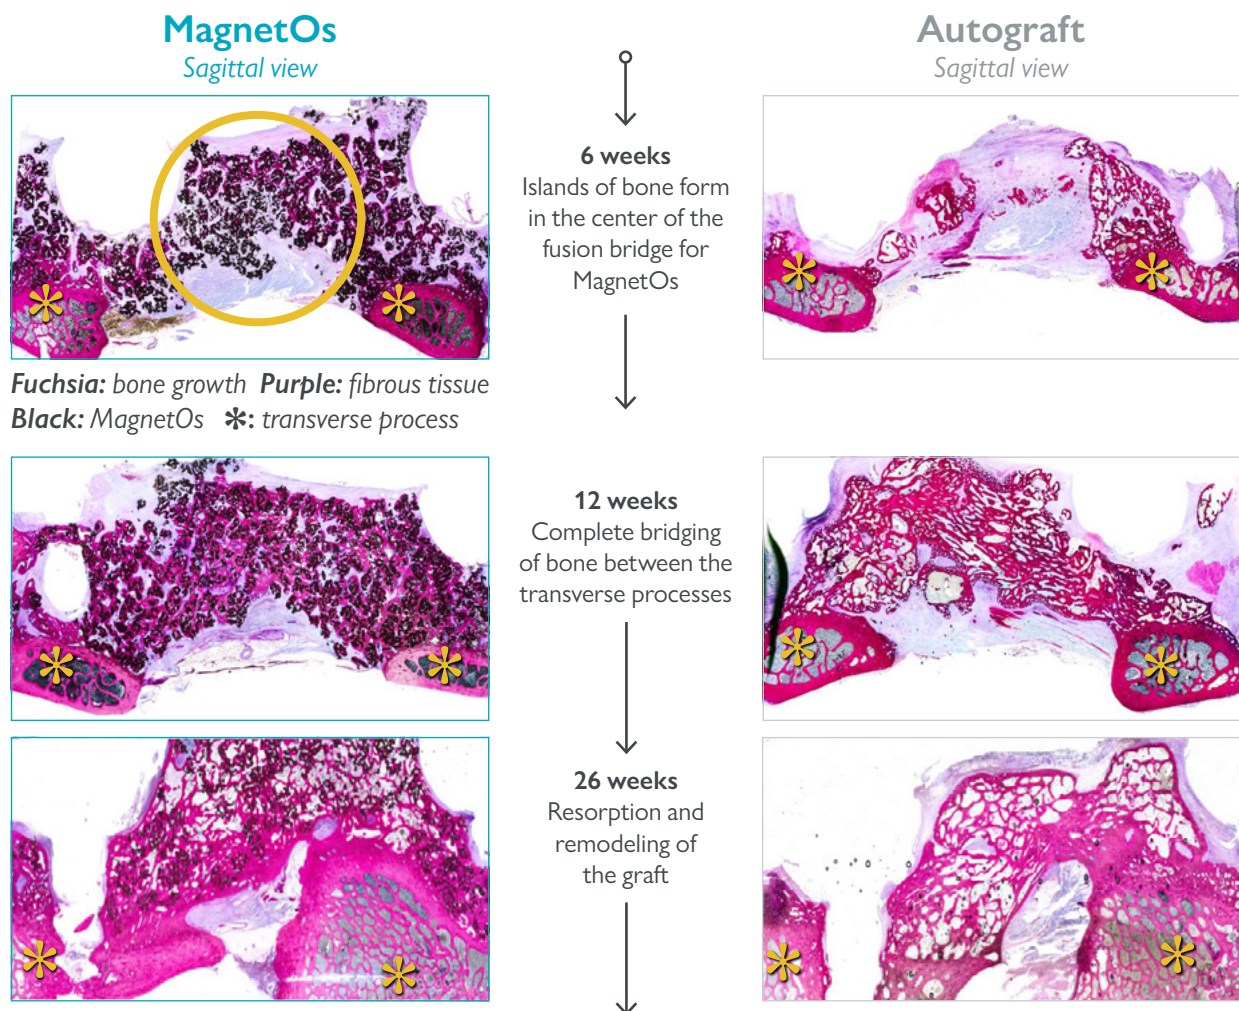 MagnetOs
Sagittal view
Autograft
Sagittal view
6 weeks
Islands of bone form
in the center of the
fusion bridge for
MagnetOs
Fuchsia: bone growth Purple: fibrous tissue
Black: MagnetOs *: transverse process
12 weeks
Complete bridging
of bone between the
transverse processes
26 weeks
Resorption and
remodeling of
the graft